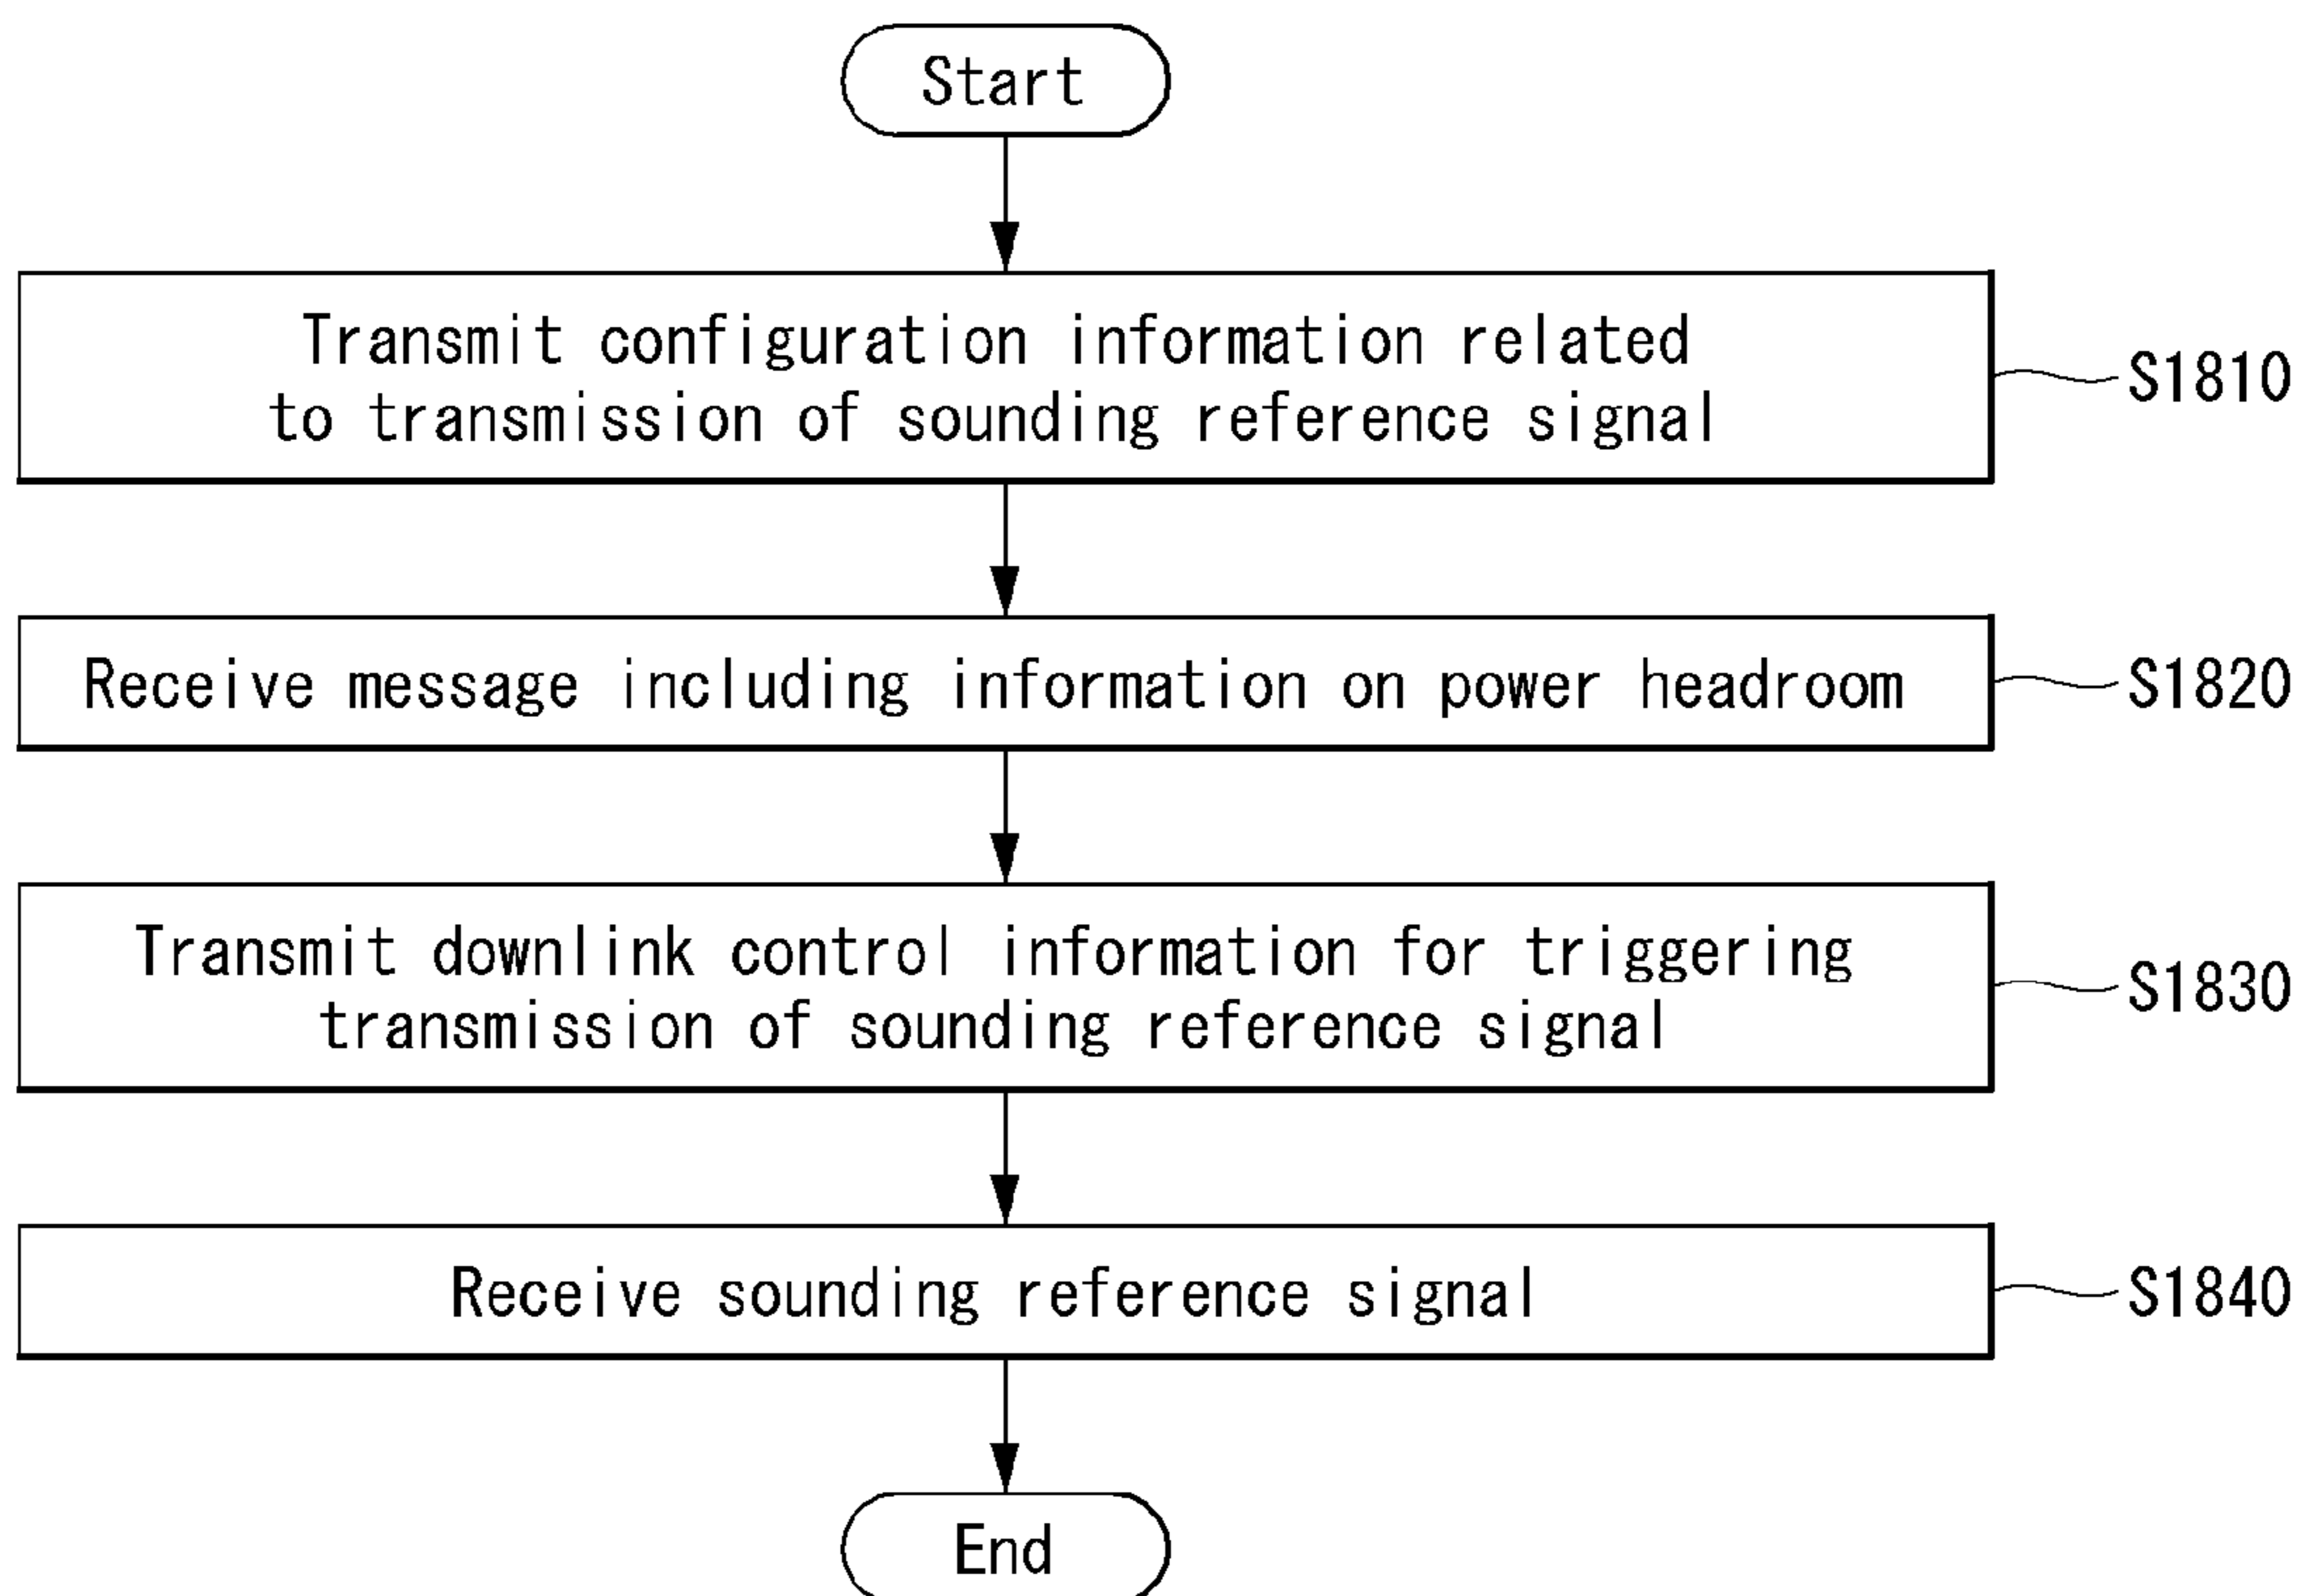 Start
Transmit configuration information related
to transmission of sounding reference signal
S1810
Receive message including information on power headroom
S1820
Transmit downlink control information for triggering
transmission of sounding reference signal
S1830
Receive sounding reference signal
S1840
End